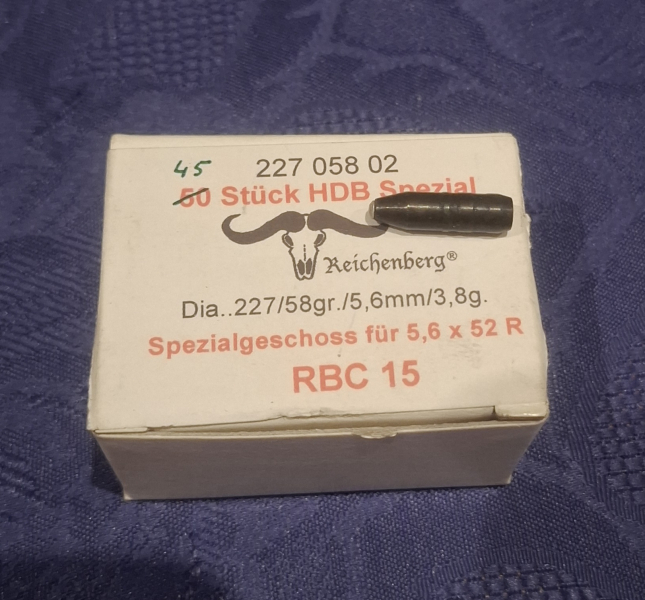 45
227 058 02
50 Stück HDB Spezial
Reichenberg®
Dia..227/58gr./5,6mm/3,8g.
Spezialgeschoss für 5,6 x 52 R
RBC 15